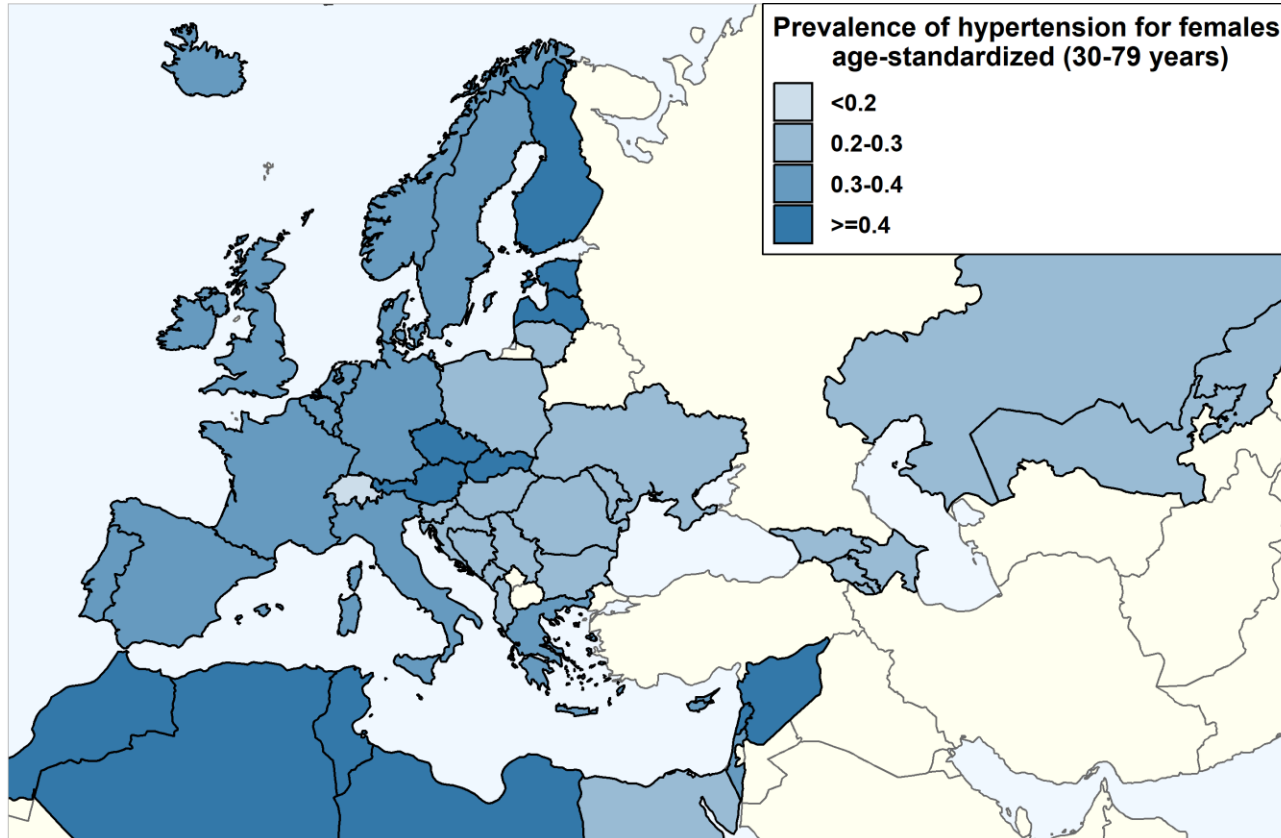 Prevalence of hypertension for females
age-standardized (30-79 years)
<0.2
0.2-0.3
0.3-0.4
>=0.4